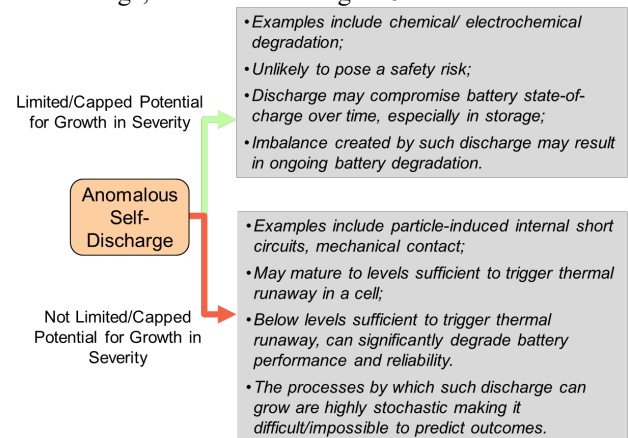 • Examples include chemical/ electrochemical
degradation;
• Unlikely to pose a safety risk;
• Discharge may compromise battery state-of-
charge over time, especially in storage;
• Imbalance created by such discharge may result
in ongoing battery degradation.
Limited/Capped Potential
for Growth in Severity
Anomalous
Self-
Discharge
Not Limited/Capped
Potential for Growth in
Severity
• Examples include particle-induced internal short
circuits, mechanical contact;
• May mature to levels sufficient to trigger thermal
runaway in a cell;
• Below levels sufficient to trigger thermal
runaway, can significantly degrade battery
performance and reliability.
• The processes by which such discharge can
grow are highly stochastic making it
difficult/impossible to predict outcomes.